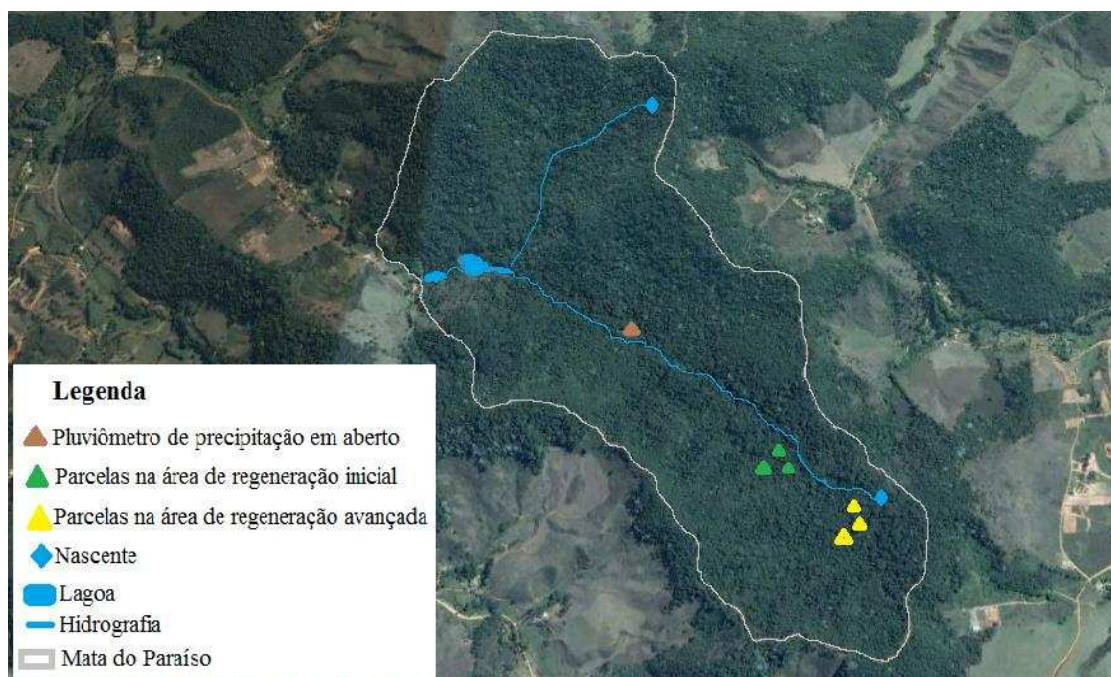 Legenda
Pluviômetro de precipitação em aberto
Parcelas na área de regeneração inicial
Parcelas na área de regeneração avançada
Nascente
Lagoa
Hidrografia
Mata do Paraíso